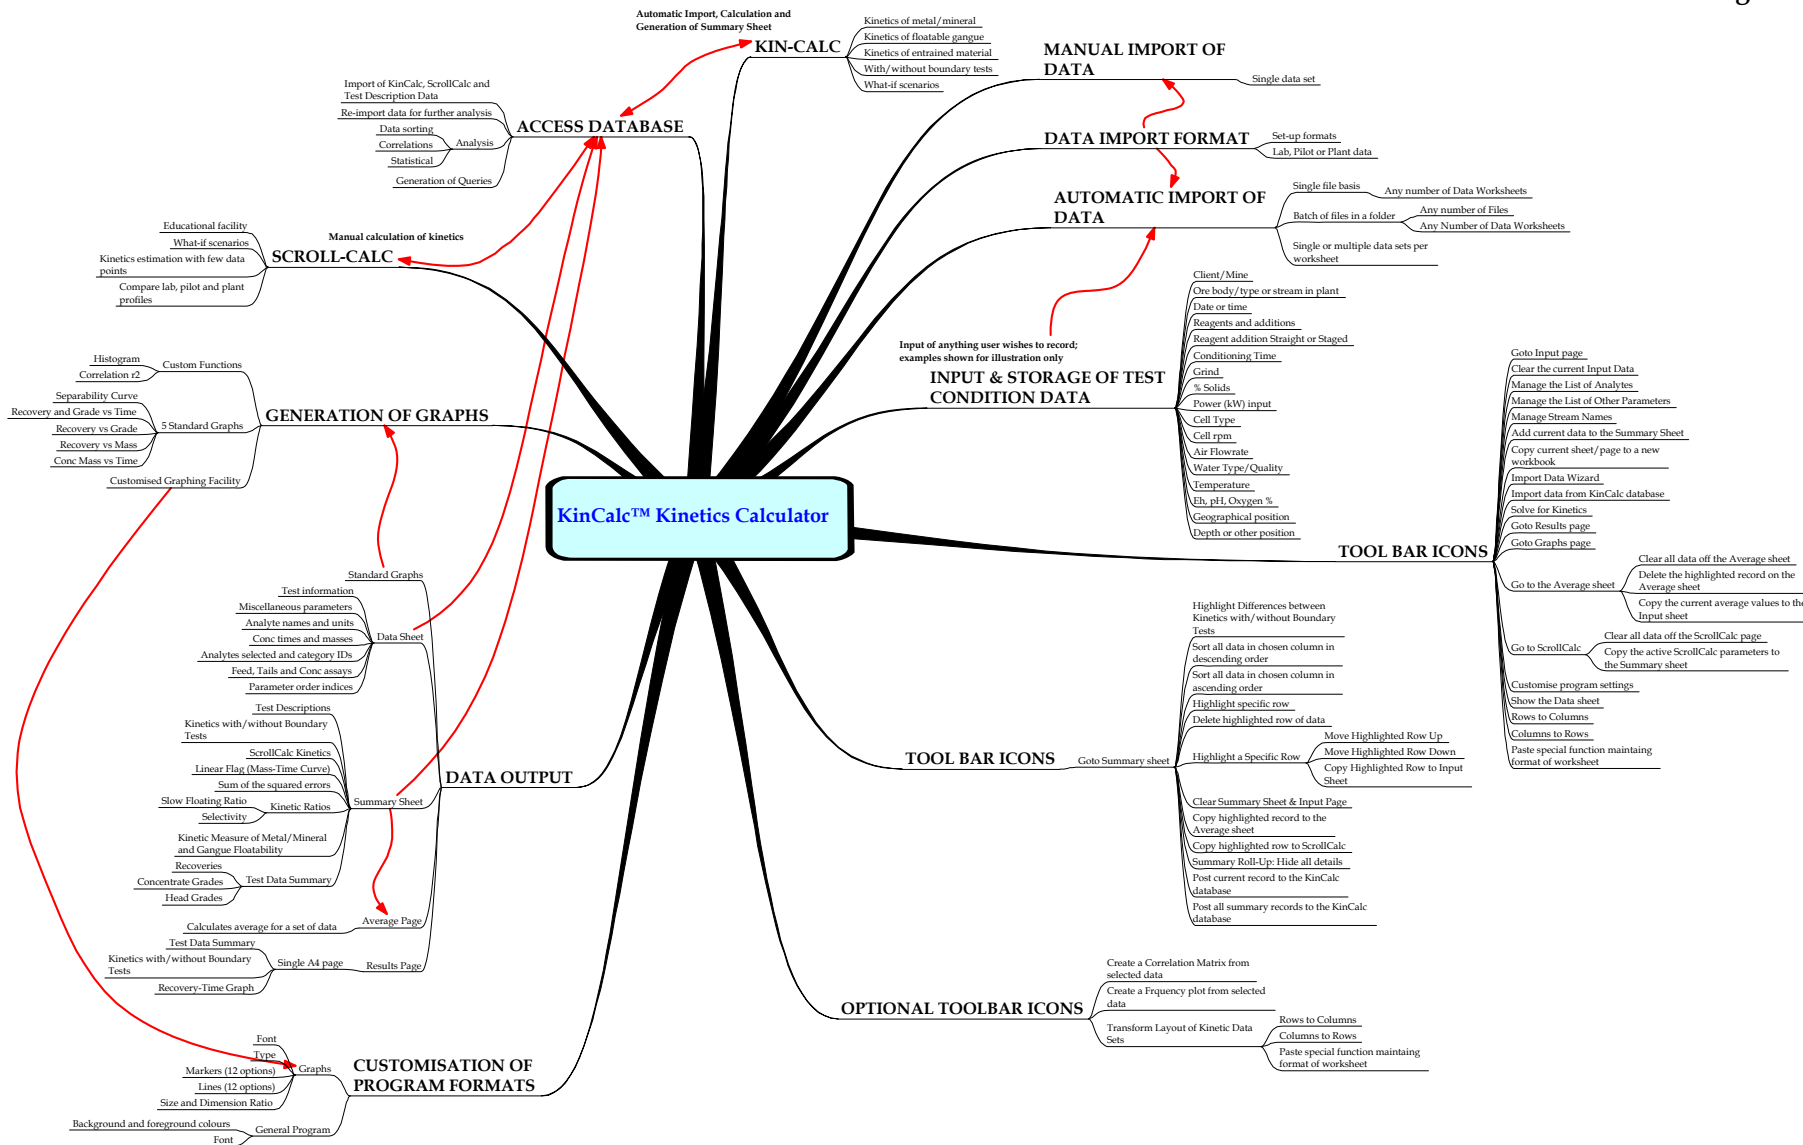 g
Automatic Import, Calculation and
Generation of Summary Sheet
KIN-CALC
Kinetics of metal/mineral
Kinetics of floatable gangue
Kinetics of entrained material
With/without boundary tests
What-if scenarios
MANUAL IMPORT OF
DATA
Single data set
DATA IMPORT FORMAT
Set-up formats
Lab, Pilot or Plant data
AUTOMATIC IMPORT OF
DATA
Single file basis
Any number of Data Worksheets
Batch of files in a folder
Any number of Files
Any Number of Data Worksheets
Single or multiple data sets per
worksheet
Import of KinCalc, ScrollCalc and
Test Description Data
Re-import data for further analysis
ACCESS DATABASE
Data sorting
Correlations
Statistical
Analysis
Generation of Queries
Educational facility
What-if scenarios
Kinetics estimation with few data
points
Compare lab, pilot and plant
profiles
Manual calculation of kinetics
SCROLL-CALC
Input of anything user wishes to record;
examples shown for illustration only
INPUT & STORAGE OF TEST
CONDITION DATA
Client/Mine
Ore body/type or stream in plant
Date or time
Reagents and additions
Reagent addition Straight or Staged
Conditioning Time
Grind
% Solids
Power (kW) input
Cell Type
Cell rpm
Air Flowrate
Water Type/Quality
Temperature
Eh, pH, Oxygen %
Geographical position
Depth or other position
Histogram
Correlation r2
Custom Functions
GENERATION OF GRAPHS
Separability Curve
Recovery and Grade vs Time
Recovery vs Grade
Recovery vs Mass
Conc Mass vs Time
5 Standard Graphs
Customised Graphing Facility
KinCalc™ Kinetics Calculator
TOOL BAR ICONS
Goto Input page
Clear the current Input Data
Manage the List of Analytes
Manage the List of Other Parameters
Manage Stream Names
Add current data to the Summary Sheet
Copy current sheet/page to a new
workbook
Import Data Wizard
Import data from KinCalc database
Solve for Kinetics
Goto Results page
Goto Graphs page
Go to the Average sheet
Clear all data off the Average sheet
Delete the highlighted record on the
Average sheet
Copy the current average values to the
Input sheet
Go to ScrollCalc
Clear all data off the ScrollCalc page
Copy the active ScrollCalc parameters to
the Summary sheet
Customise program settings
Show the Data sheet
Rows to Columns
Columns to Rows
Paste special function maintaing
format of worksheet
Standard Graphs
Test information
Miscellaneous parameters
Analyte names and units
Conc times and masses
Analytes selected and category IDs
Feed, Tails and Conc assays
Parameter order indices
Data Sheet
Test Descriptions
Kinetics with/without Boundary
Tests
ScrollCalc Kinetics
Linear Flag (Mass-Time Curve)
Sum of the squared errors
Slow Floating Ratio
Selectivity
Kinetic Ratios
Summary Sheet
Kinetic Measure of Metal/Mineral
and Gangue Floatability
Recoveries
Concentrate Grades
Head Grades
Test Data Summary
DATA OUTPUT
Calculates average for a set of data
Average Page
Test Data Summary
Kinetics with/without Boundary
Tests
Recovery-Time Graph
Single A4 page
Results Page
TOOL BAR ICONS
Goto Summary sheet
Highlight Differences between
Kinetics with/without Boundary
Tests
Sort all data in chosen column in
descending order
Sort all data in chosen column in
ascending order
Highlight specific row
Delete highlighted row of data
Highlight a Specific Row
Move Highlighted Row Up
Move Highlighted Row Down
Copy Highlighted Row to Input
Sheet
Clear Summary Sheet & Input Page
Copy highlighted record to the
Average sheet
Copy highlighted row to ScrollCalc
Summary Roll-Up: Hide all details
Post current record to the KinCalc
database
Post all summary records to the KinCalc
database
OPTIONAL TOOLBAR ICONS
Create a Correlation Matrix from
selected data
Create a Frquency plot from selected
data
Transform Layout of Kinetic Data
Sets
Rows to Columns
Columns to Rows
Paste special function maintaing
format of worksheet
Font
Type
Markers (12 options)
Lines (12 options)
Size and Dimension Ratio
Graphs
CUSTOMISATION OF
PROGRAM FORMATS
Background and foreground colours
Font
General Program